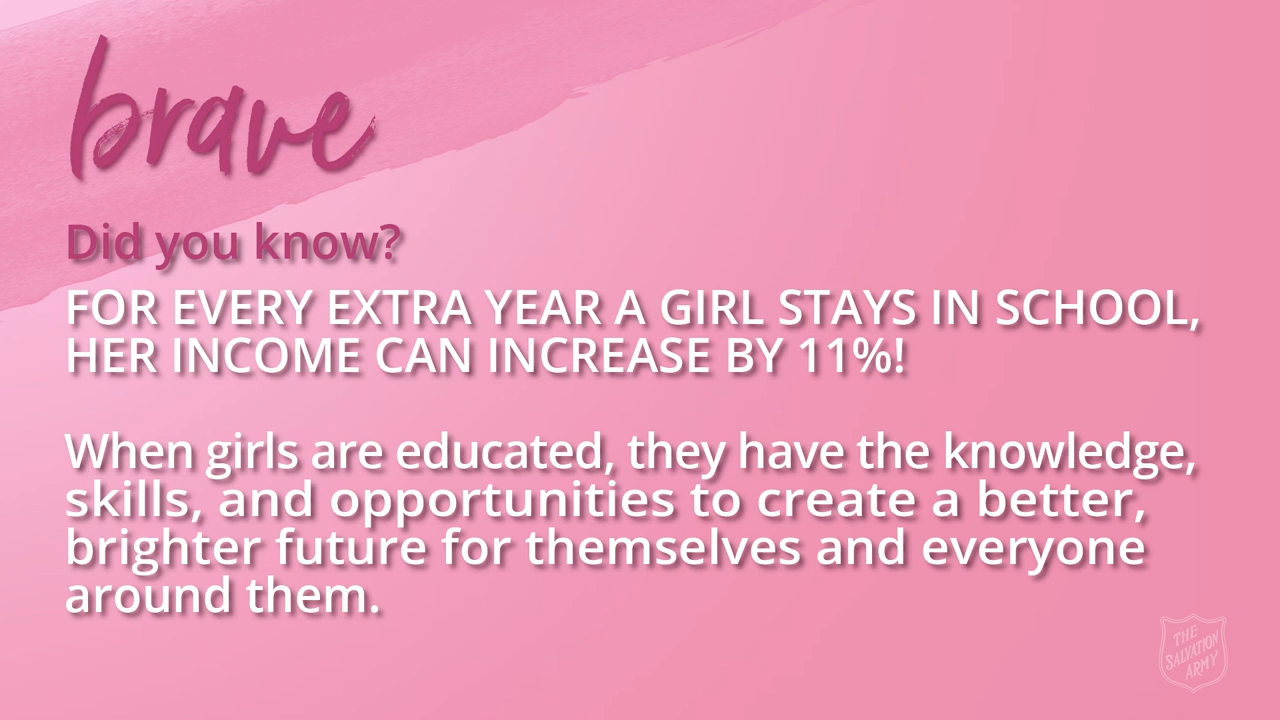 brave
Did you know?
FOR EVERY EXTRA YEAR A GIRL STAYS IN SCHOOL,
HER INCOME CAN INCREASE BY 11%!
When girls are educated, they have the knowledge,
skills, and opportunities to create a better,
brighter future for themselves and everyone
around them.
THE
SALVATION
ARMY